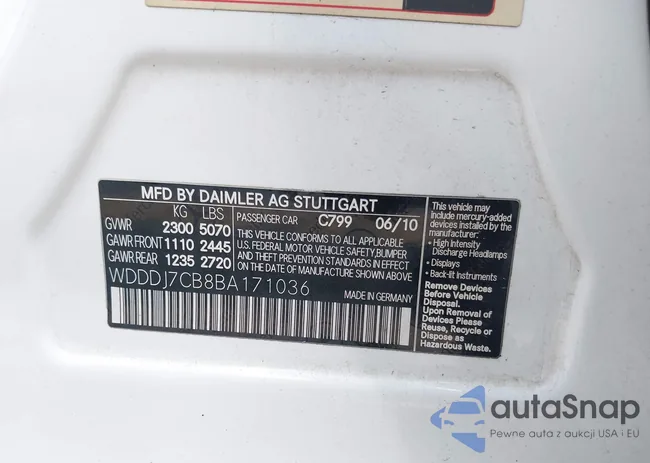 MFD BY DAIMLER AG STUTTGART
KG LBS
GVWR 2300 5070
GAWR FRONT 1110 2445
GAWR REAR 1235 2720
PASSENGER CAR C799 06/10
THIS VEHICLE CONFORMS TO ALL APPLICABLE
U.S. FEDERAL MOTOR VEHICLE SAFETY, BUMPER,
AND THEFT PREVENTION STANDARDS IN EFFECT
ON THE DATE OF MANUFACTURE SHOWN ABOVE.
WDDDJ7CB8BA171036
MADE IN GERMANY
This vehicle may
include mercury-added
devices installed by the
manufacturer:
• High Intensity
Discharge Headlamps
• Displays
• Back-lit Instruments
Remove Devices
Before Vehicle
Disposal.
Upon Removal of
Devices Please
Reuse, Recycle or
Dispose as
Hazardous Waste.
autaSnap
Pewne auta z aukcji USA i EU